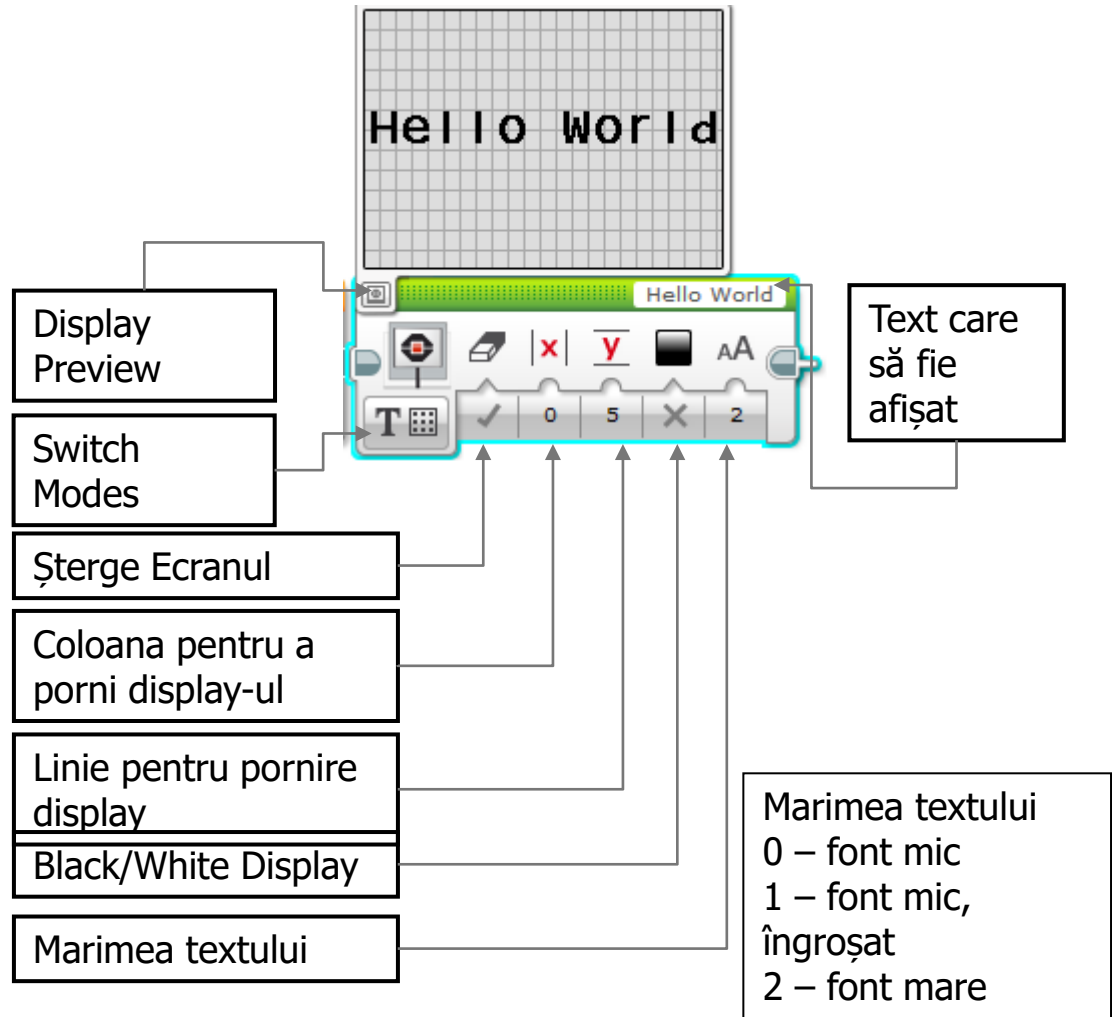 Hello World
Hello World
x
y
AA
T
0
5
2
Display
Preview
Switch
Modes
Șterge Ecranul
Coloana pentru a
porni display-ul
Linie pentru pornire
display
Black/White Display
Marimea textului
Text care
să fie
afișat
Marimea textului
0 – font mic
1 – font mic,
îngroșat
2 – font mare